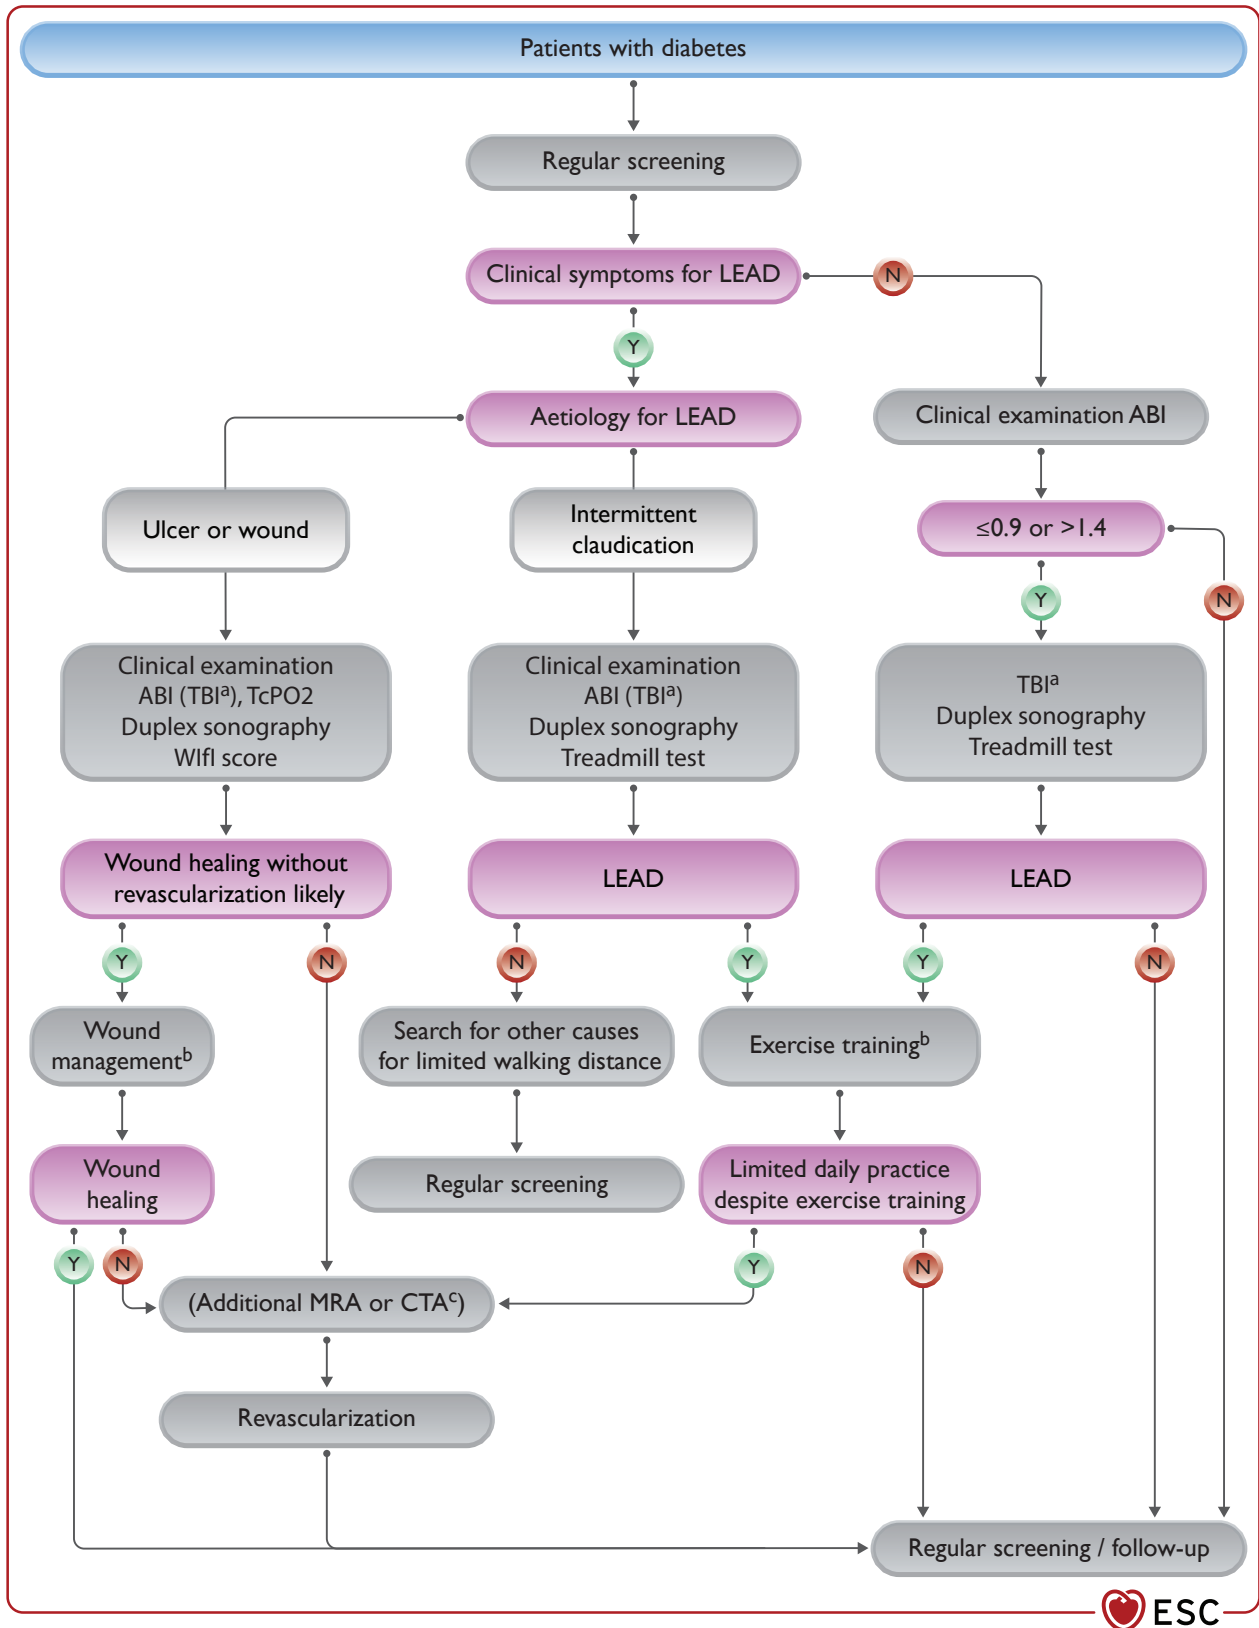 Patients with diabetes
Regular screening
Clinical symptoms for LEAD
N
Y
Aetiology for LEAD
Clinical examination ABI
Ulcer or wound
Intermittent
claudication
≤0.9 or >1.4
Y
N
Clinical examination
ABI (TBIᵃ), TcPO2
Duplex sonography
WIfI score
Clinical examination
ABI (TBIᵃ)
Duplex sonography
Treadmill test
TBIᵃ
Duplex sonography
Treadmill test
Wound healing without
revascularization likely
LEAD
LEAD
Y
N
N
Y
Y
N
Wound
managementᵇ
Search for other causes
for limited walking distance
Exercise trainingᵇ
Wound
healing
Regular screening
Limited daily practice
despite exercise training
Y
N
Y
N
(Additional MRA or CTAᶜ)
Revascularization
Regular screening / follow-up
ESC